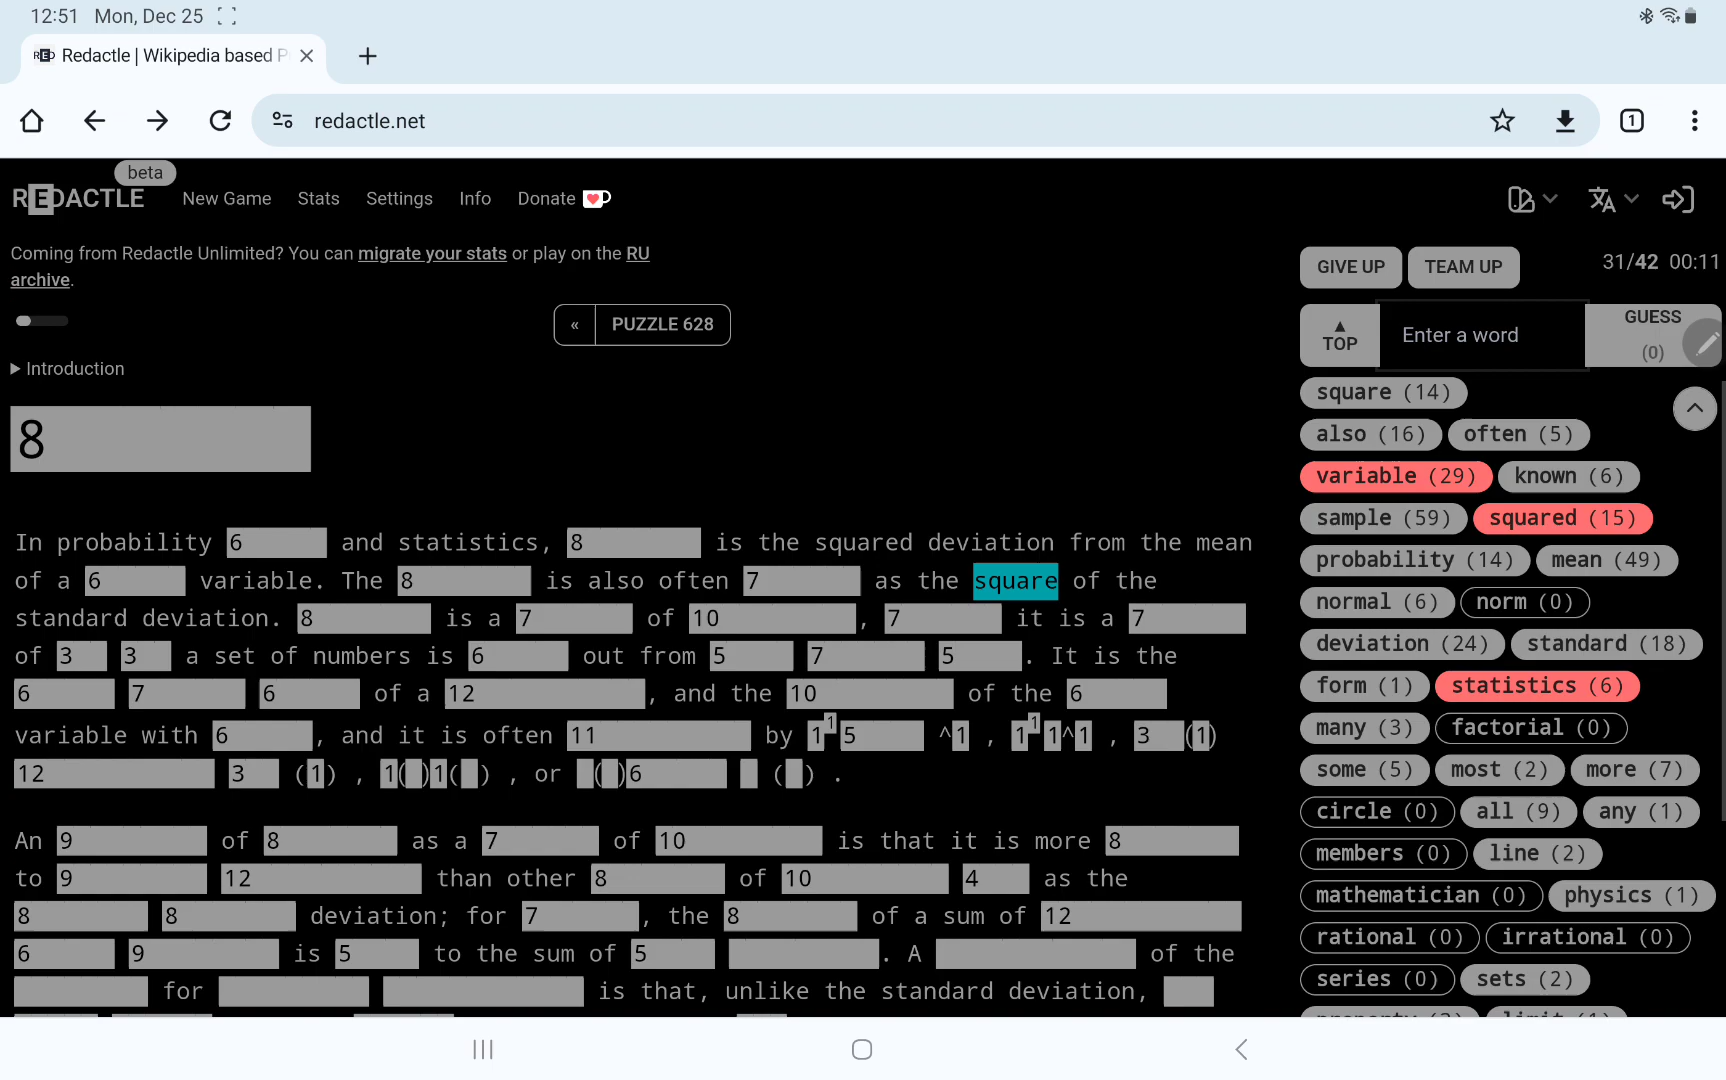 12:51 Mon, Dec 25
Redactle | Wikipedia based P
redactle.net
1
beta
REDACTLE
New Game Stats Settings Info Donate
Coming from Redactle Unlimited? You can migrate your stats or play on the RU
archive.
« PUZZLE 628
Introduction
8
In probability 6 and statistics, 8 is the squared deviation from the mean
of a 6 variable. The 8 is also often 7 as the square of the
standard deviation. 8 is a 7 of 10, 7 it is a 7
of 3 3 a set of numbers is 6 out from 5 7 5. It is the
6 7 6 of a 12, and the 10 of the 6
variable with 6, and it is often 11 by 1 1 5 ^1 , 1 1 1^1 , 3 (1)
12 3 (1) , 1( )1( ) , or ( )6 ( ) .
An 9 of 8 as a 7 of 10 is that it is more 8
to 9 12 than other 8 of 10 4 as the
8 8 deviation; for 7, the 8 of a sum of 12
6 9 is 5 to the sum of 5 . A of the
for is that, unlike the standard deviation,
GIVE UP TEAM UP 31/42 00:11
▲ TOP
Enter a word
GUESS (0)
square (14)
also (16) often (5)
variable (29) known (6)
sample (59) squared (15)
probability (14) mean (49)
normal (6) norm (0)
deviation (24) standard (18)
form (1) statistics (6)
many (3) factorial (0)
some (5) most (2) more (7)
circle (0) all (9) any (1)
members (0) line (2)
mathematician (0) physics (1)
rational (0) irrational (0)
series (0) sets (2)